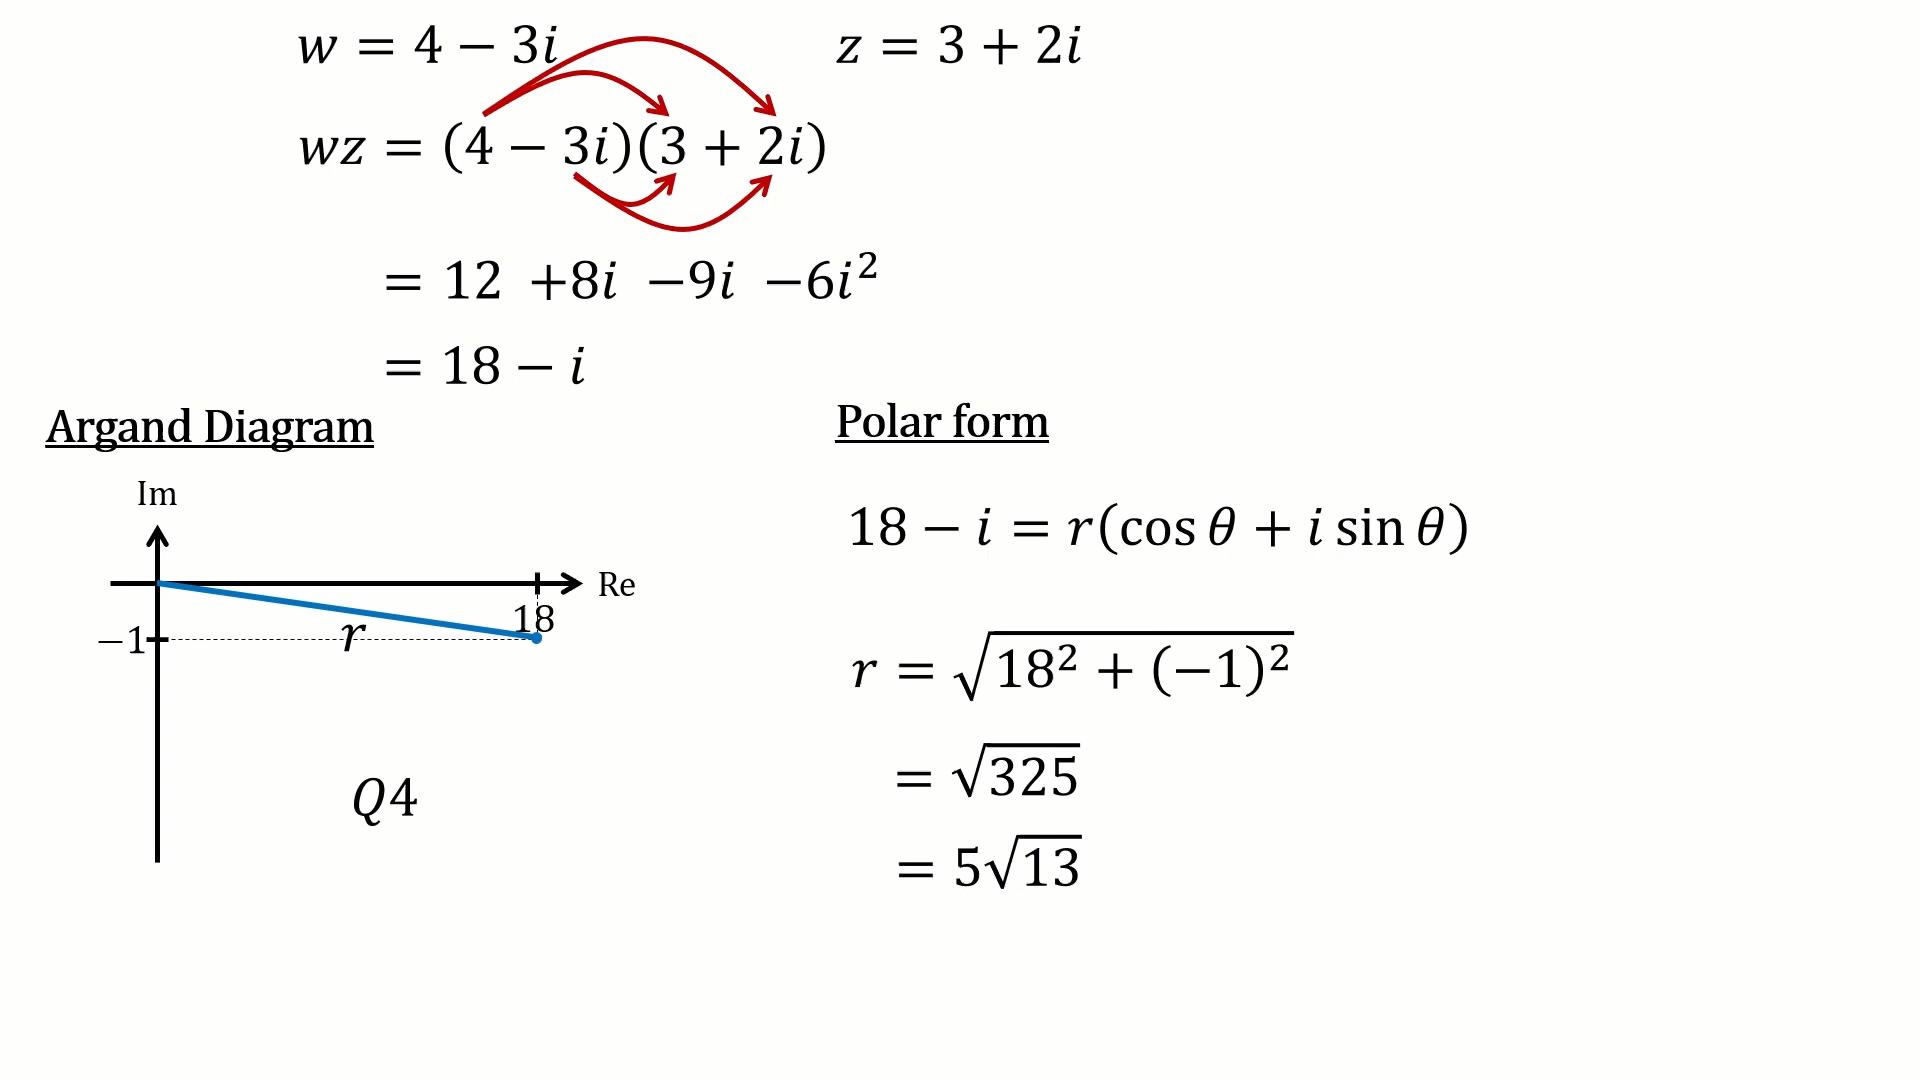 w = 4 − 3i z = 3 + 2i
wz = (4 − 3i)(3 + 2i)
= 12 +8i −9i −6i²
= 18 − i
Argand Diagram
Im
Re
18
−1
r
Q4
Polar form
18 − i = r(cos θ + i sin θ)
r = √(18² + (−1)²)
= √325
= 5√13